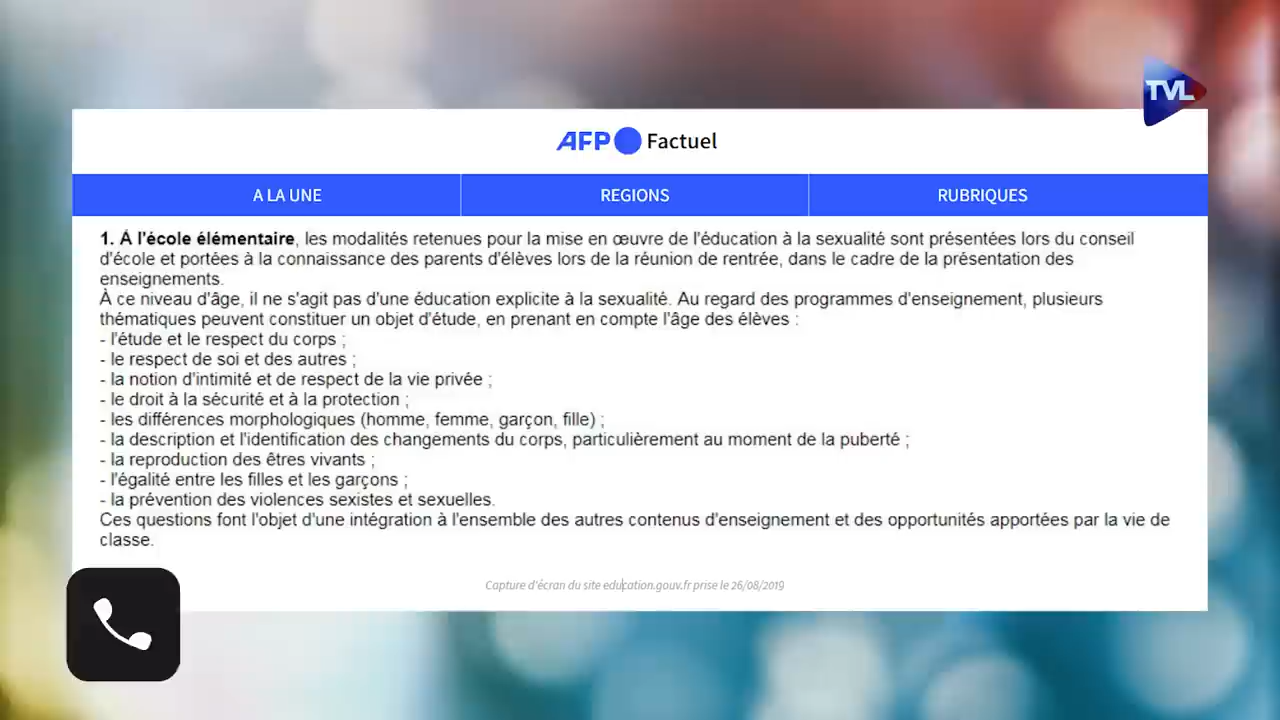 TVL
AFP Factuel
A LA UNE
REGIONS
RUBRIQUES
1. À l'école élémentaire, les modalités retenues pour la mise en œuvre de l'éducation à la sexualité sont présentées lors du conseil
d'école et portées à la connaissance des parents d'élèves lors de la réunion de rentrée, dans le cadre de la présentation des
enseignements.
À ce niveau d'âge, il ne s'agit pas d'une éducation explicite à la sexualité. Au regard des programmes d'enseignement, plusieurs
thématiques peuvent constituer un objet d'étude, en prenant en compte l'âge des élèves :
- l'étude et le respect du corps ;
- le respect de soi et des autres ;
- la notion d'intimité et de respect de la vie privée ;
- le droit à la sécurité et à la protection ;
- les différences morphologiques (homme, femme, garçon, fille) ;
- la description et l'identification des changements du corps, particulièrement au moment de la puberté ;
- la reproduction des êtres vivants ;
- l'égalité entre les filles et les garçons ;
- la prévention des violences sexistes et sexuelles.
Ces questions font l'objet d'une intégration à l'ensemble des autres contenus d'enseignement et des opportunités apportées par la vie de
classe.
Capture d'écran du site education.gouv.fr prise le 26/08/2019